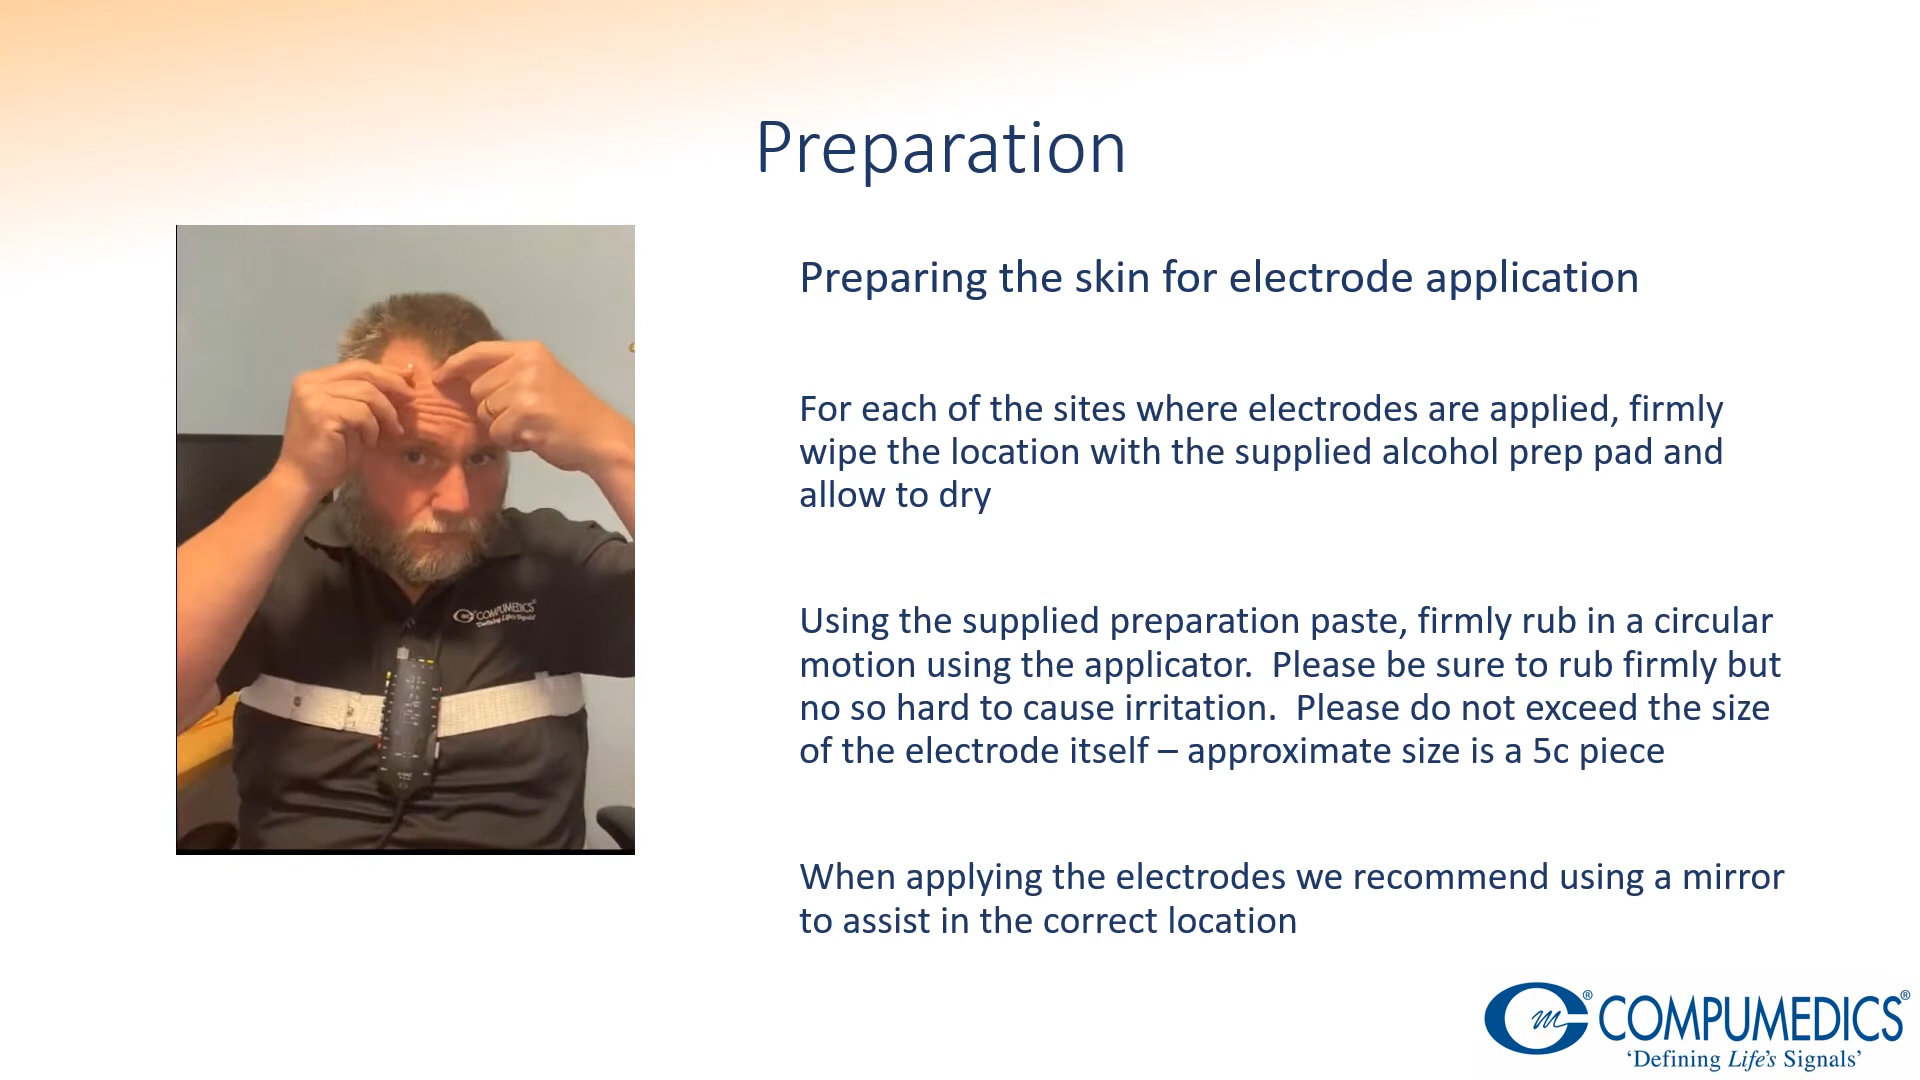 Preparation
Preparing the skin for electrode application
For each of the sites where electrodes are applied, firmly
wipe the location with the supplied alcohol prep pad and
allow to dry
Using the supplied preparation paste, firmly rub in a circular
motion using the applicator.  Please be sure to rub firmly but
no so hard to cause irritation.  Please do not exceed the size
of the electrode itself – approximate size is a 5c piece
When applying the electrodes we recommend using a mirror
to assist in the correct location
COMPUMEDICS
'Defining Life's Signals'
m ® COMPUMEDICS®
'Defining Life's Signals'